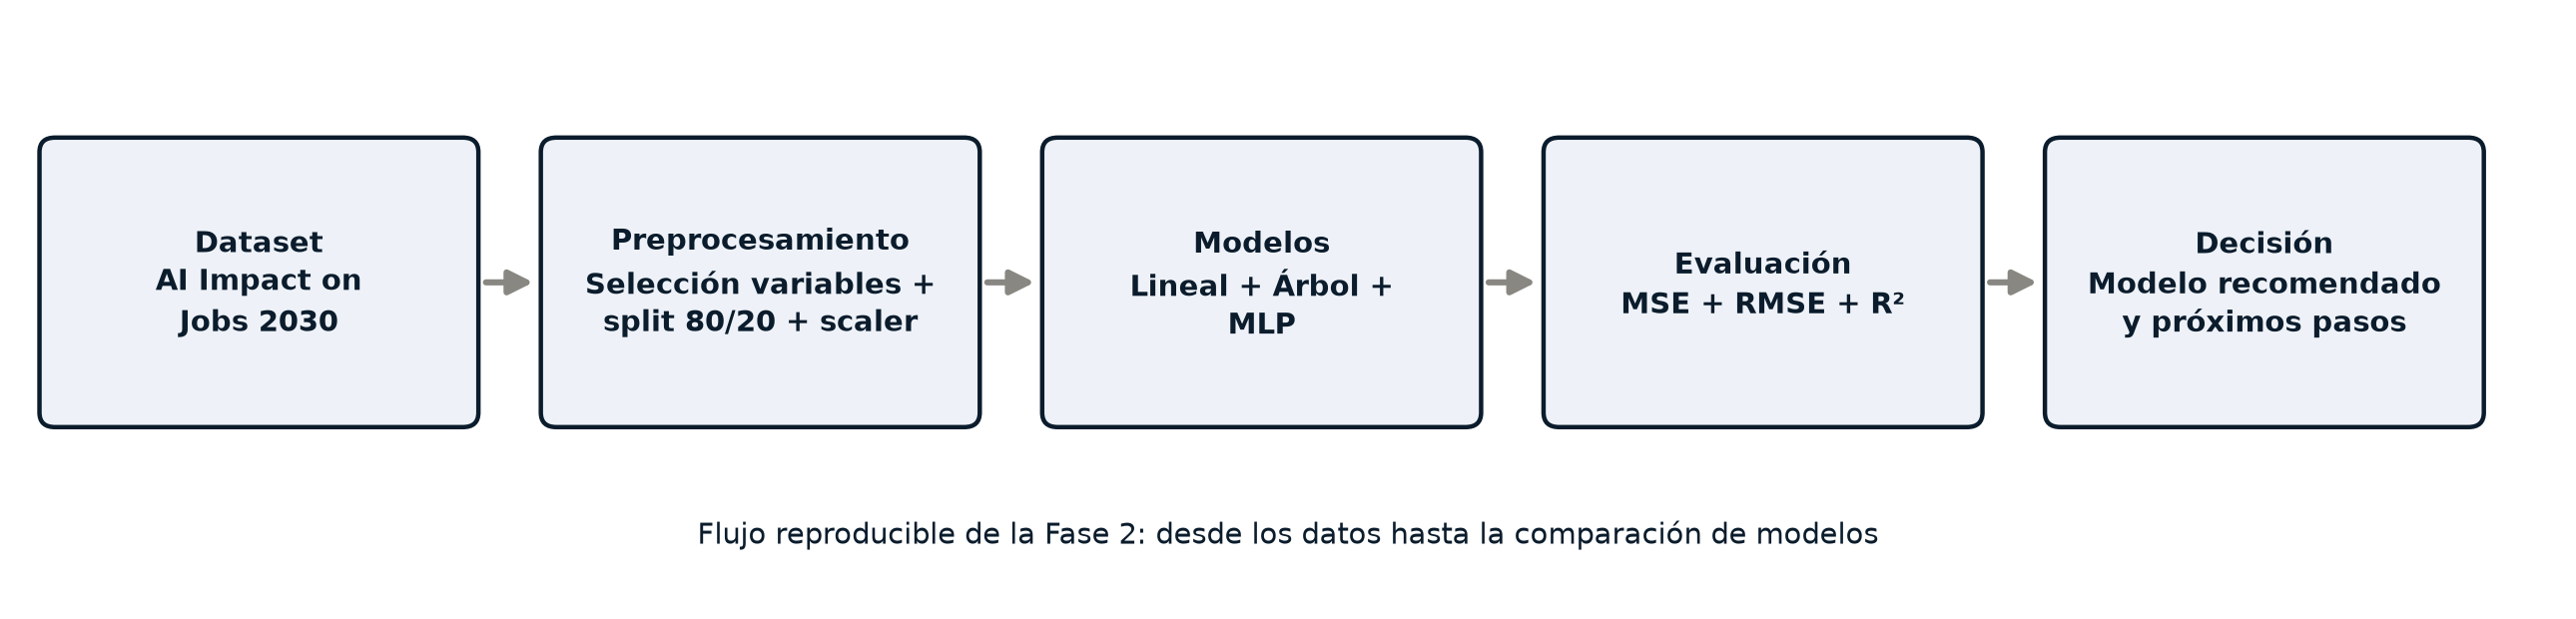 Dataset
AI Impact on
Jobs 2030
Preprocesamiento
Selección variables +
split 80/20 + scaler
Modelos
Lineal + Árbol +
MLP
Evaluación
MSE + RMSE + R²
Decisión
Modelo recomendado
y próximos pasos
Flujo reproducible de la Fase 2: desde los datos hasta la comparación de modelos